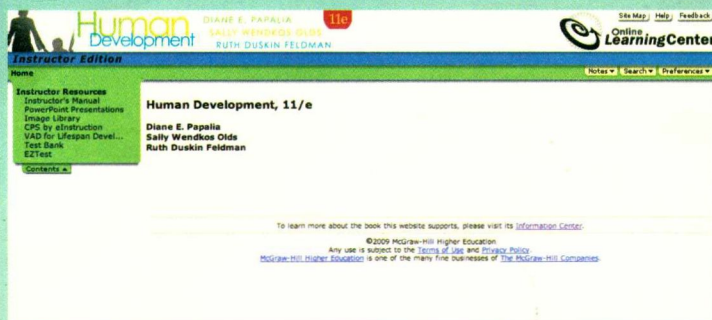 Human Development
DIANE E. PAPALIA
SALLY WENDKOS OLDS
RUTH DUSKIN FELDMAN
11e
Site Map Help Feedback
Online
Learning Center
Instructor Edition
Home
Notes ▾ Search ▾ Preferences ▾
Instructor Resources
Instructor's Manual
PowerPoint Presentations
Image Library
CPS by eInstruction
VAD for Lifespan Devel...
Test Bank
EZTest
Contents ▴
Human Development, 11/e
Diane E. Papalia
Sally Wendkos Olds
Ruth Duskin Feldman
To learn more about the book this website supports, please visit its Information Center.
©2009 McGraw-Hill Higher Education
Any use is subject to the Terms of Use and Privacy Policy.
McGraw-Hill Higher Education is one of the many fine businesses of The McGraw-Hill Companies.